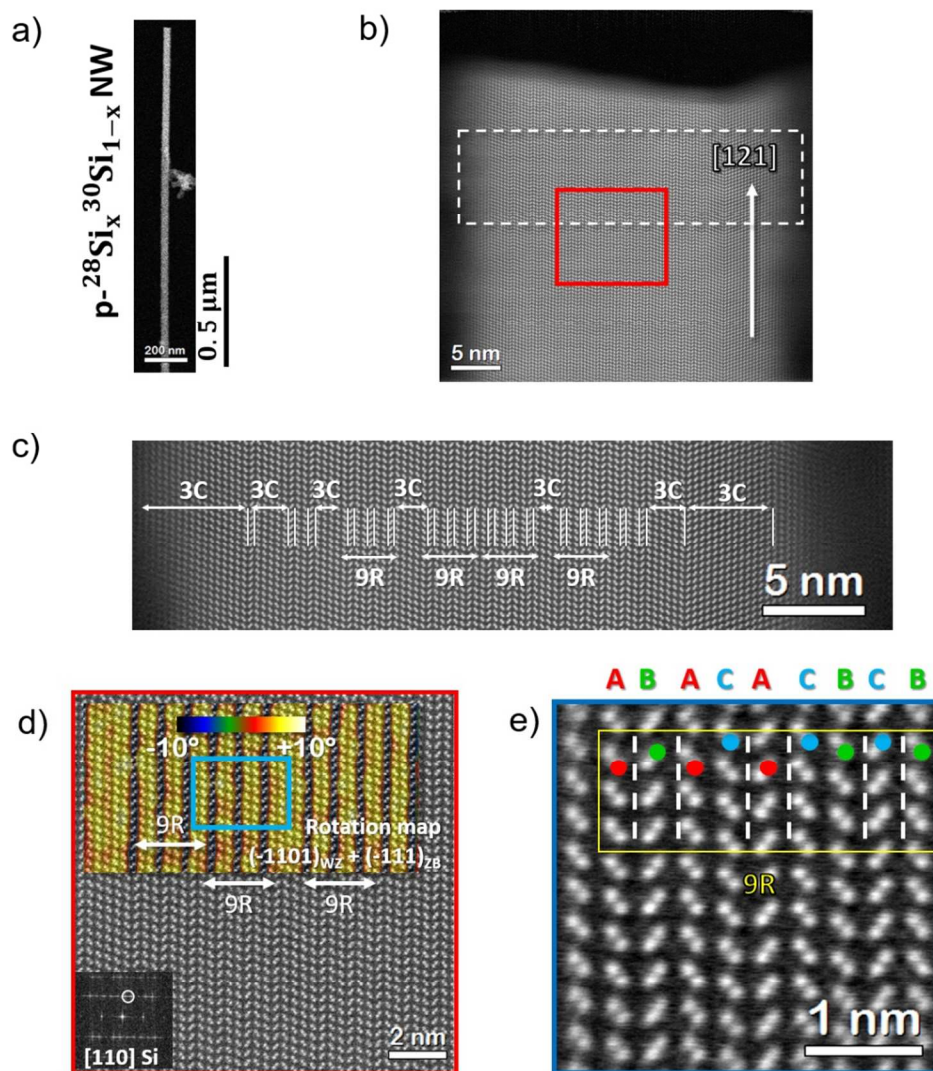 a)
p-²⁸Siₓ ³⁰Si₁₋ₓ NW
200 nm
0.5 μm
b)
[121]
5 nm
c)
3C 3C 3C 3C 3C 3C 3C
9R 9R 9R 9R
5 nm
d)
-10° +10°
9R
Rotation map
(-1101)WZ + (-111)ZB
9R 9R
[110] Si
2 nm
e)
A B A C A C B C B
9R
1 nm